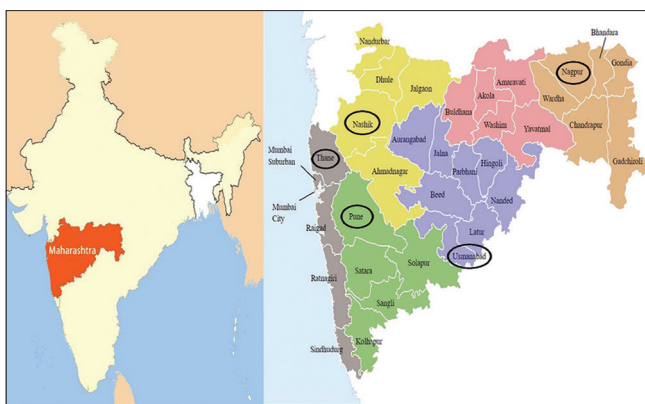 Maharashtra
Nandurbar
Dhule
Jalgaon
Nashik
Ahmadnagar
Buldhana
Akola
Amaravati
Washim
Yavatmal
Nagpur
Bhandara
Gondia
Wardha
Chandrapur
Gadchiroli
Aurangabad
Jalna
Parbhani
Hingoli
Beed
Nanded
Latur
Usmanabad
Mumbai
Suburban
Thane
Mumbai
City
Raigad
Ratnagiri
Sindhudurg
Pune
Satara
Solapur
Sangli
Kolhapur